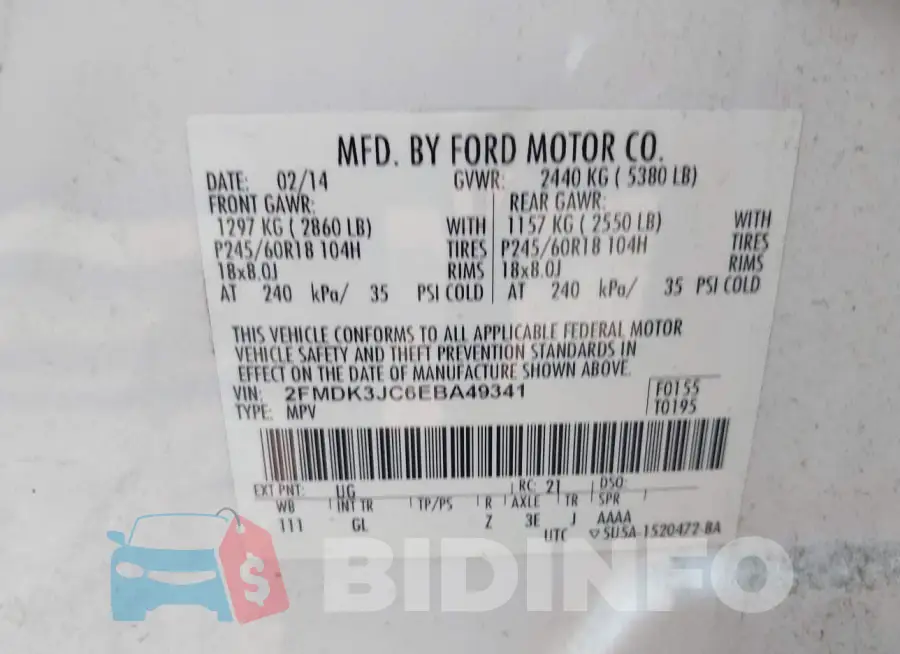 MFD. BY FORD MOTOR CO.
DATE: 02/14 GVWR: 2440 KG ( 5380 LB)
FRONT GAWR: REAR GAWR:
1297 KG ( 2860 LB) WITH 1157 KG ( 2550 LB) WITH
P245/60R18 104H TIRES P245/60R18 104H TIRES
18x8.0J RIMS 18x8.0J RIMS
AT 240 kPa/ 35 PSI COLD AT 240 kPa/ 35 PSI COLD
THIS VEHICLE CONFORMS TO ALL APPLICABLE FEDERAL MOTOR
VEHICLE SAFETY AND THEFT PREVENTION STANDARDS IN
EFFECT ON THE DATE OF MANUFACTURE SHOWN ABOVE.
VIN: 2FMDK3JC6EBA49341 F0155
TYPE: MPV T0195
EXT PNT: UG RC: 21 DSO:
WB INT TR TP/PS R AXLE TR SPR
111 GL Z 3E J AAAA
UTC 5U5A-1520472-BA
$ BIDINFO